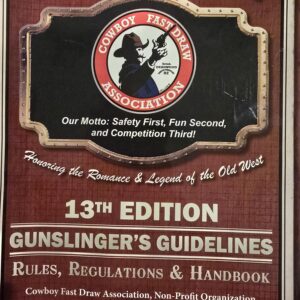 COWBOY FAST DRAW
ASSOCIATION
Our Motto: Safety First, Fun Second,
and Competition Third!
Honoring the Romance & Legend of the Old West
13TH EDITION
GUNSLINGER'S GUIDELINES
RULES, REGULATIONS & HANDBOOK
Cowboy Fast Draw Association, Non-Profit Organization